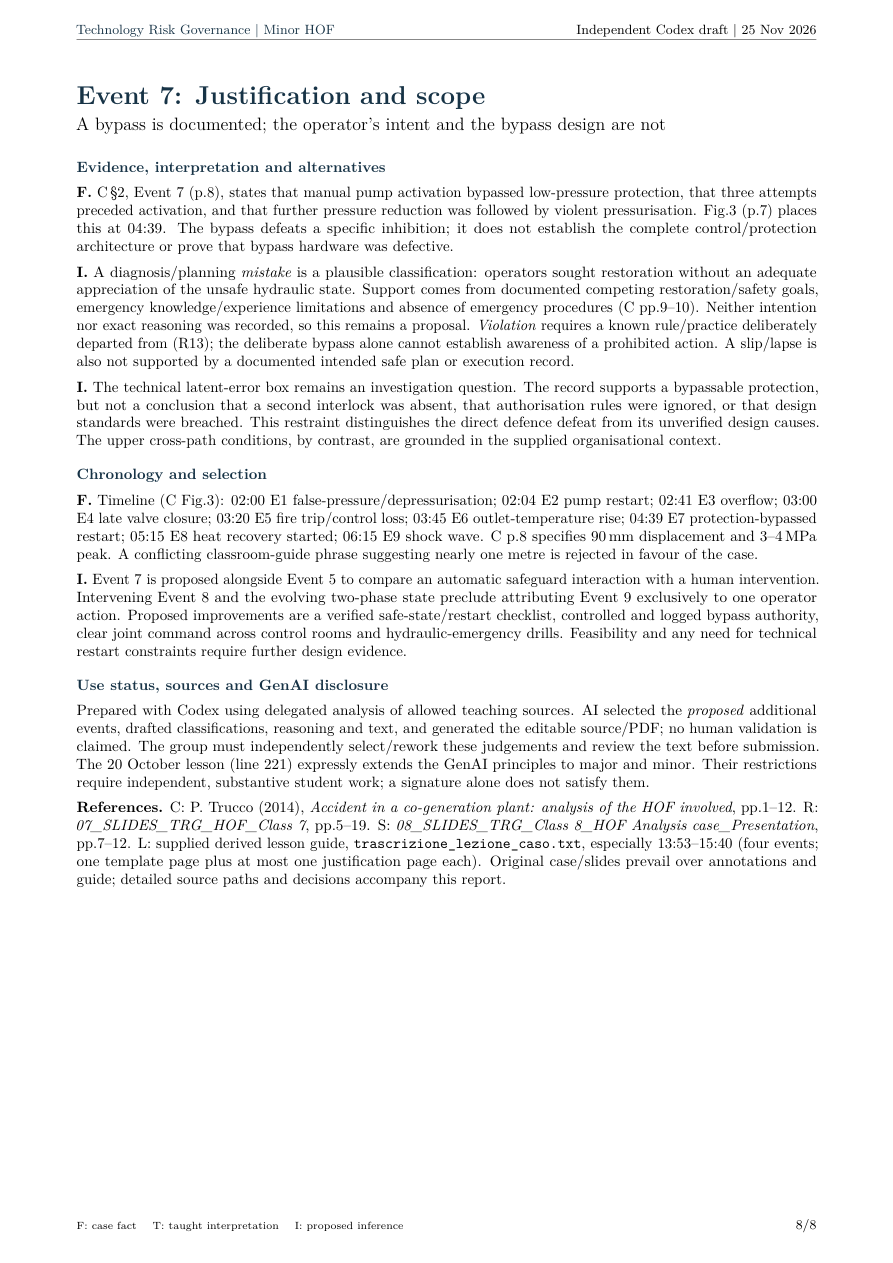 Technology Risk Governance | Minor HOF
Independent Codex draft | 25 Nov 2026
Event 7: Justification and scope
A bypass is documented; the operator's intent and the bypass design are not
Evidence, interpretation and alternatives
F. C §2, Event 7 (p.8), states that manual pump activation bypassed low-pressure protection, that three attempts
preceded activation, and that further pressure reduction was followed by violent pressurisation. Fig.3 (p.7) places
this at 04:39. The bypass defeats a specific inhibition; it does not establish the complete control/protection
architecture or prove that bypass hardware was defective.
I. A diagnosis/planning mistake is a plausible classification: operators sought restoration without an adequate
appreciation of the unsafe hydraulic state. Support comes from documented competing restoration/safety goals,
emergency knowledge/experience limitations and absence of emergency procedures (C pp.9–10). Neither intention
nor exact reasoning was recorded, so this remains a proposal. Violation requires a known rule/practice deliberately
departed from (R13); the deliberate bypass alone cannot establish awareness of a prohibited action. A slip/lapse is
also not supported by a documented intended safe plan or execution record.
I. The technical latent-error box remains an investigation question. The record supports a bypassable protection,
but not a conclusion that a second interlock was absent, that authorisation rules were ignored, or that design
standards were breached. This restraint distinguishes the direct defence defeat from its unverified design causes.
The upper cross-path conditions, by contrast, are grounded in the supplied organisational context.
Chronology and selection
F. Timeline (C Fig.3): 02:00 E1 false-pressure/depressurisation; 02:04 E2 pump restart; 02:41 E3 overflow; 03:00
E4 late valve closure; 03:20 E5 fire trip/control loss; 03:45 E6 outlet-temperature rise; 04:39 E7 protection-bypassed
restart; 05:15 E8 heat recovery started; 06:15 E9 shock wave. C p.8 specifies 90 mm displacement and 3–4 MPa
peak. A conflicting classroom-guide phrase suggesting nearly one metre is rejected in favour of the case.
I. Event 7 is proposed alongside Event 5 to compare an automatic safeguard interaction with a human intervention.
Intervening Event 8 and the evolving two-phase state preclude attributing Event 9 exclusively to one operator
action. Proposed improvements are a verified safe-state/restart checklist, controlled and logged bypass authority,
clear joint command across control rooms and hydraulic-emergency drills. Feasibility and any need for technical
restart constraints require further design evidence.
Use status, sources and GenAI disclosure
Prepared with Codex using delegated analysis of allowed teaching sources. AI selected the proposed additional
events, drafted classifications, reasoning and text, and generated the editable source/PDF; no human validation is
claimed. The group must independently select/rework these judgements and review the text before submission.
The 20 October lesson (line 221) expressly extends the GenAI principles to major and minor. Their restrictions
require independent, substantive student work; a signature alone does not satisfy them.
References. C: P. Trucco (2014), Accident in a co-generation plant: analysis of the HOF involved, pp.1–12. R:
07_SLIDES_TRG_HOF_Class 7, pp.5–19. S: 08_SLIDES_TRG_Class 8_HOF Analysis case_Presentation,
pp.7–12. L: supplied derived lesson guide, trascrizione_lezione_caso.txt, especially 13:53–15:40 (four events;
one template page plus at most one justification page each). Original case/slides prevail over annotations and
guide; detailed source paths and decisions accompany this report.
F: case fact T: taught interpretation I: proposed inference
8/8